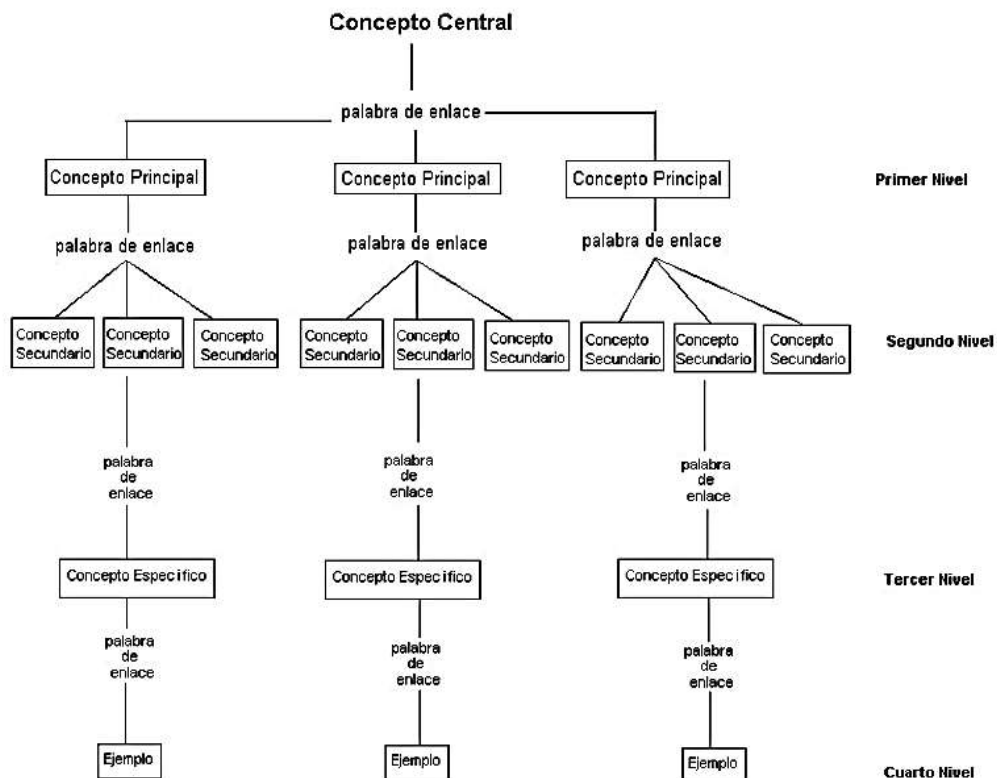 Concepto Central
palabra de enlace
Concepto Principal
Concepto Principal
Concepto Principal
Primer Nivel
palabra de enlace
palabra de enlace
palabra de enlace
Concepto
Secundario
Concepto
Secundario
Concepto
Secundario
Concepto
Secundario
Concepto
Secundario
Concepto
Secundario
Concepto
Secundario
Concepto
Secundario
Concepto
Secundario
Segundo Nivel
palabra
de
enlace
palabra
de
enlace
palabra
de
enlace
Concepto Especifico
Concepto Especifico
Concepto Especifico
Tercer Nivel
palabra
de
enlace
palabra
de
enlace
palabra
de
enlace
Ejemplo
Ejemplo
Ejemplo
Cuarto Nivel